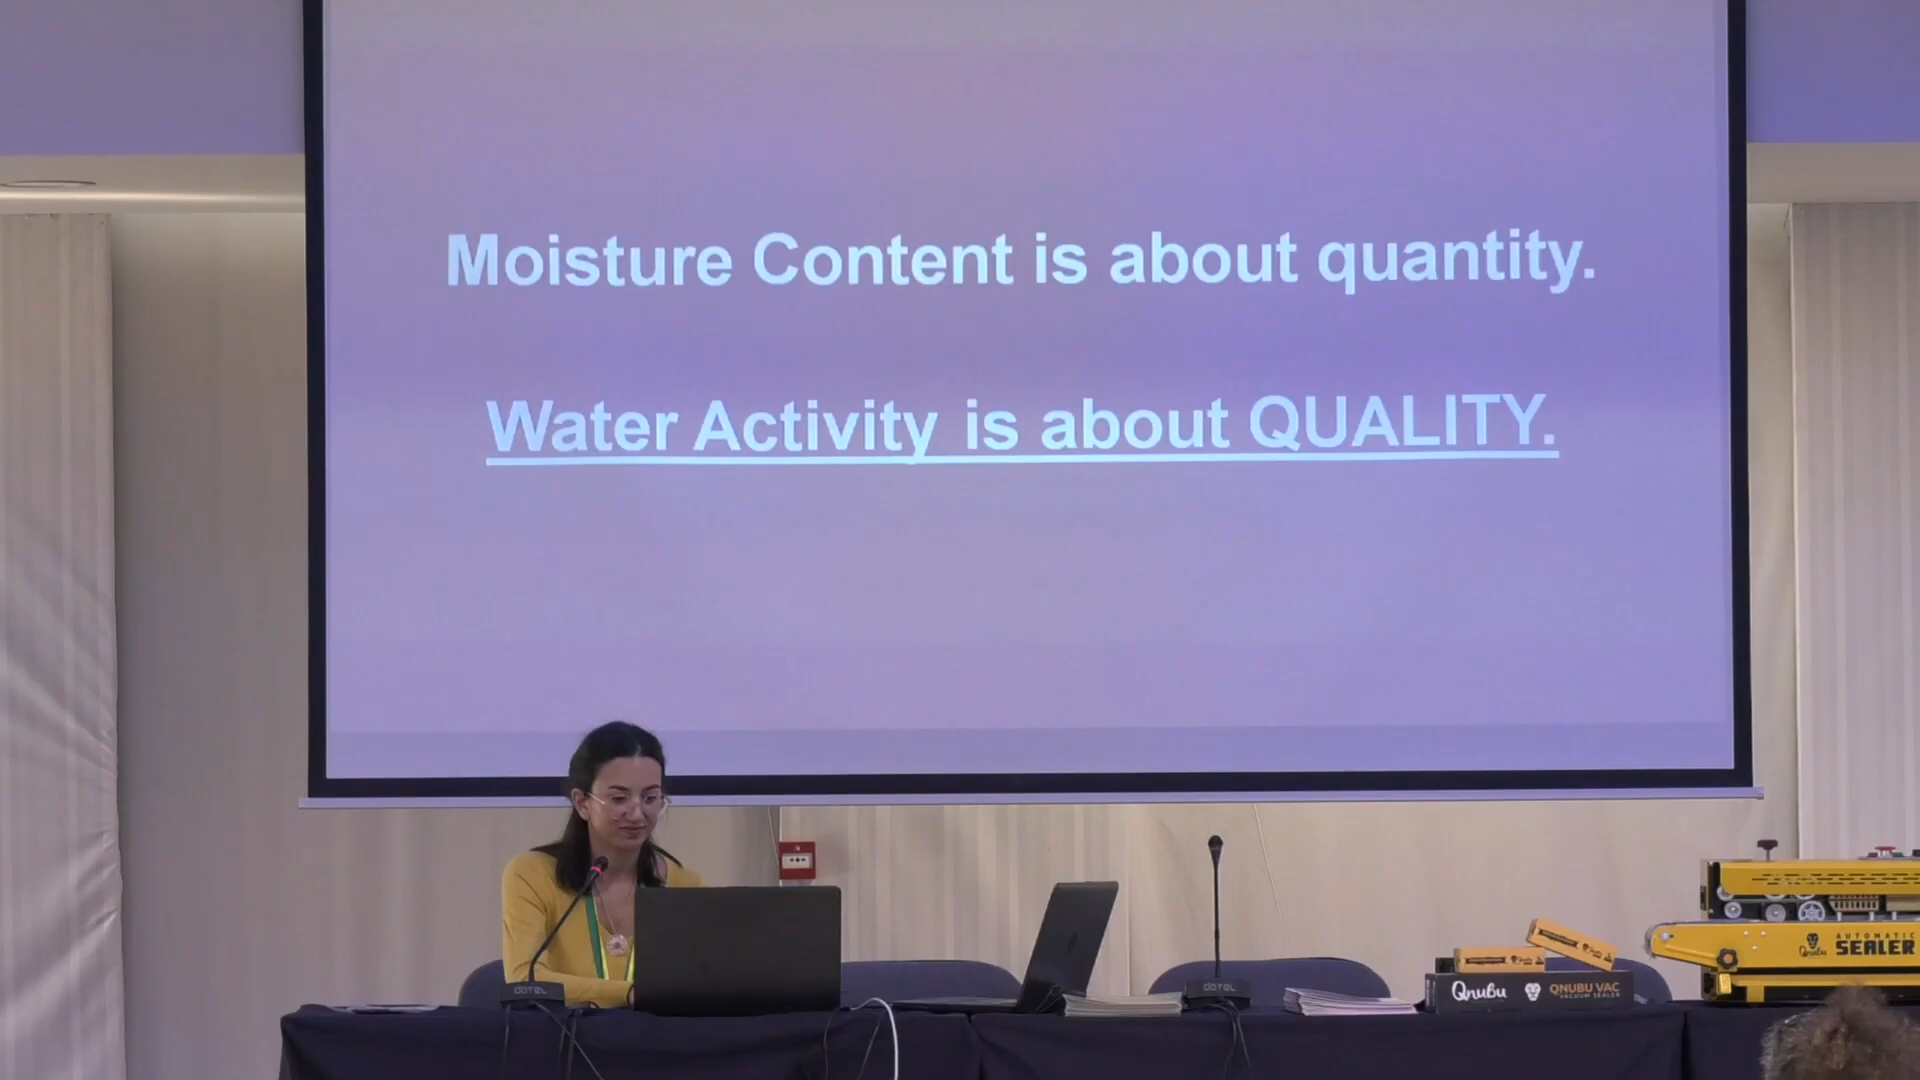 Moisture Content is about quantity.
Water Activity is about QUALITY.
DOTEL
DOTEL
Qnubu
QNUBU VAC
VACUUM SEALER
Qnubu
AUTOMATIC
SEALER